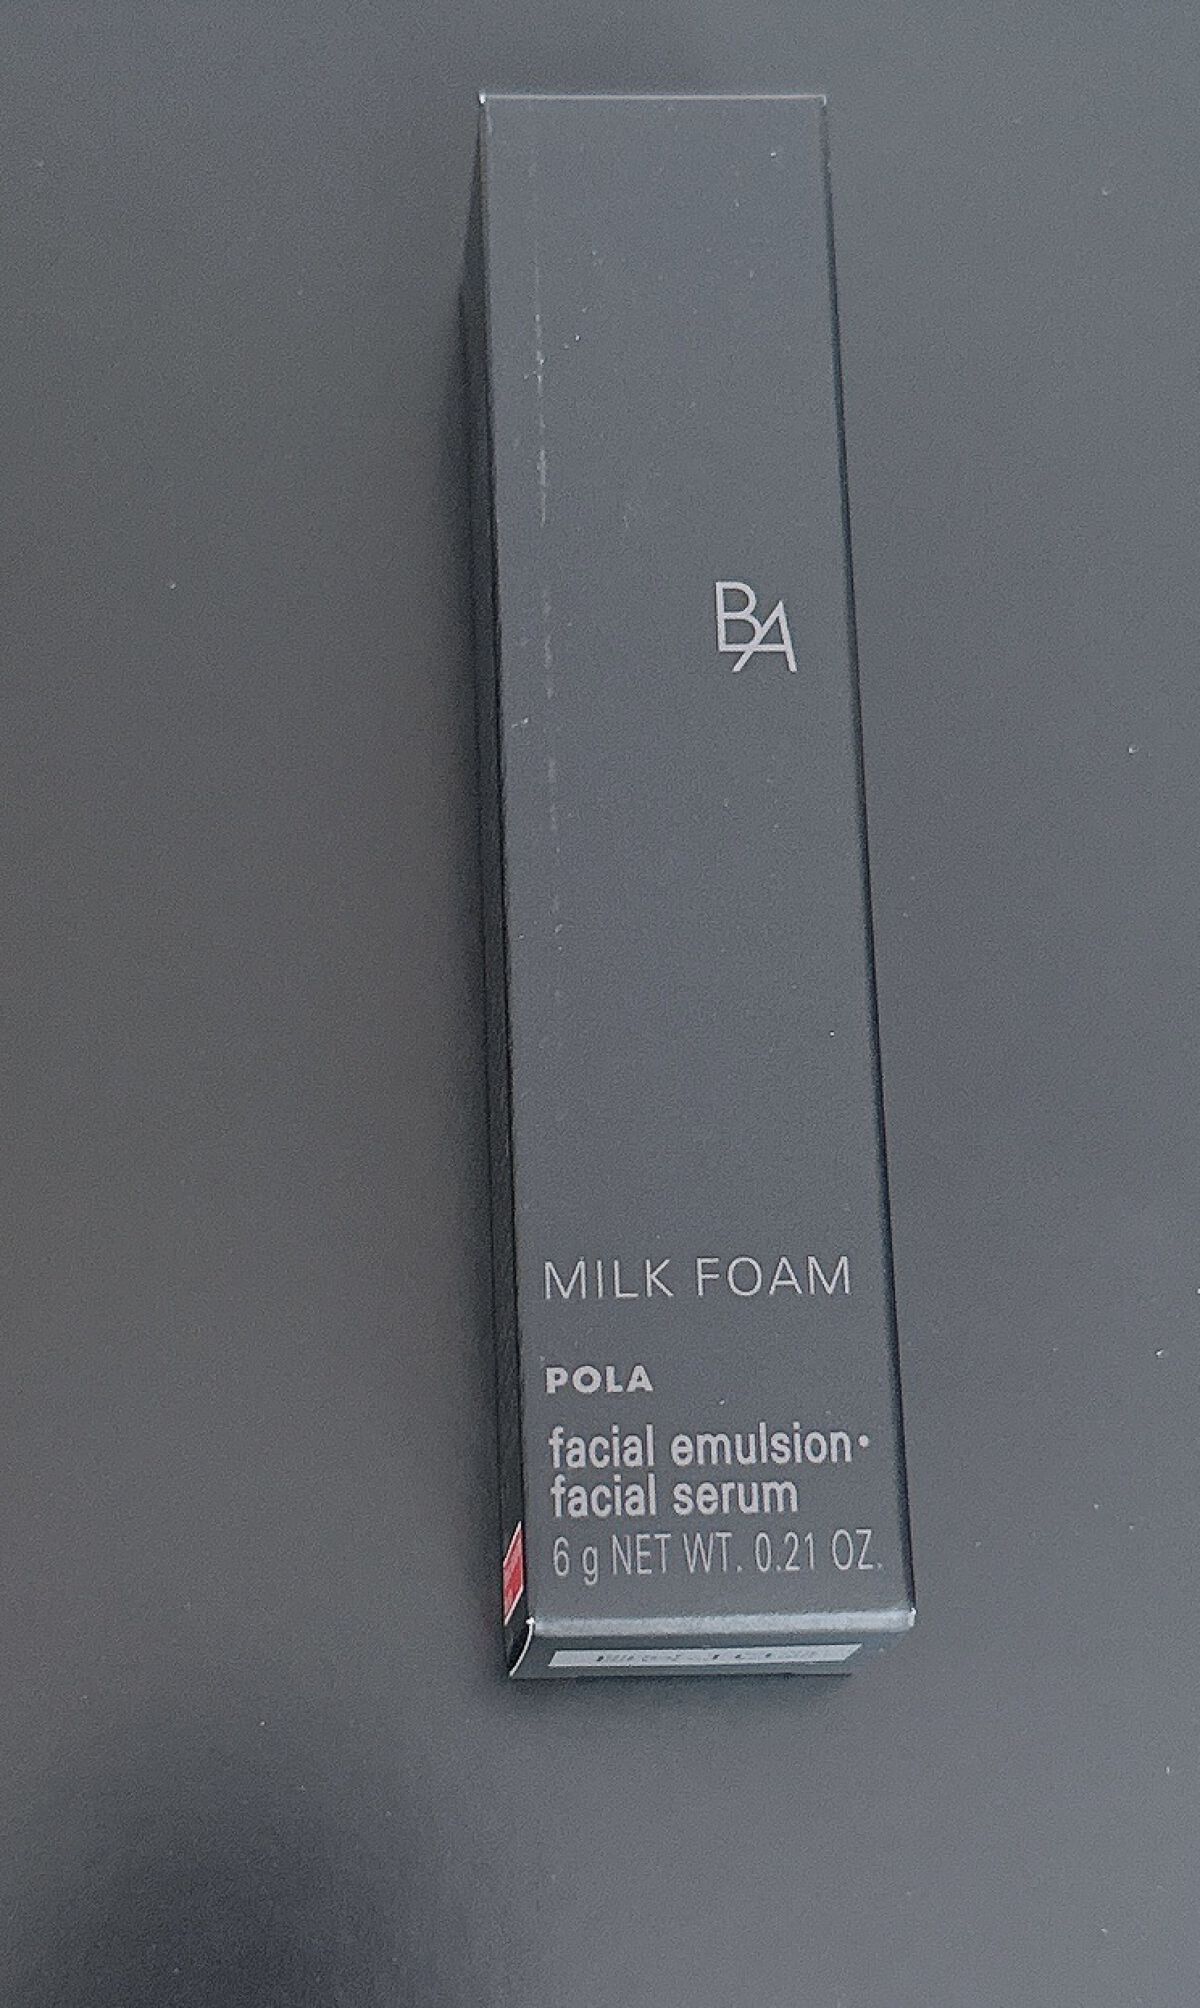 BA
MILK FOAM
POLA
facial emulsion・
facial serum
6 g NET WT. 0.21 OZ.